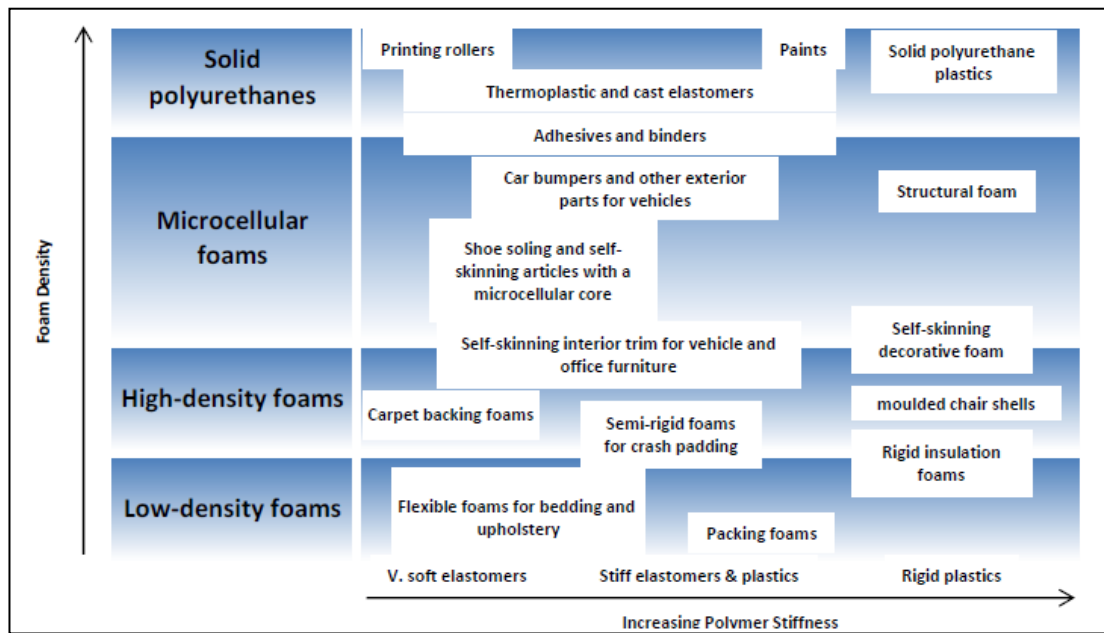 Foam Density
Solid
polyurethanes
Printing rollers
Paints
Solid polyurethane
plastics
Thermoplastic and cast elastomers
Adhesives and binders
Microcellular
foams
Car bumpers and other exterior
parts for vehicles
Structural foam
Shoe soling and self-
skinning articles with a
microcellular core
Self-skinning interior trim for vehicle and
office furniture
Self-skinning
decorative foam
High-density foams
Carpet backing foams
Semi-rigid foams
for crash padding
moulded chair shells
Rigid insulation
foams
Low-density foams
Flexible foams for bedding and
upholstery
Packing foams
V. soft elastomers
Stiff elastomers & plastics
Rigid plastics
Increasing Polymer Stiffness